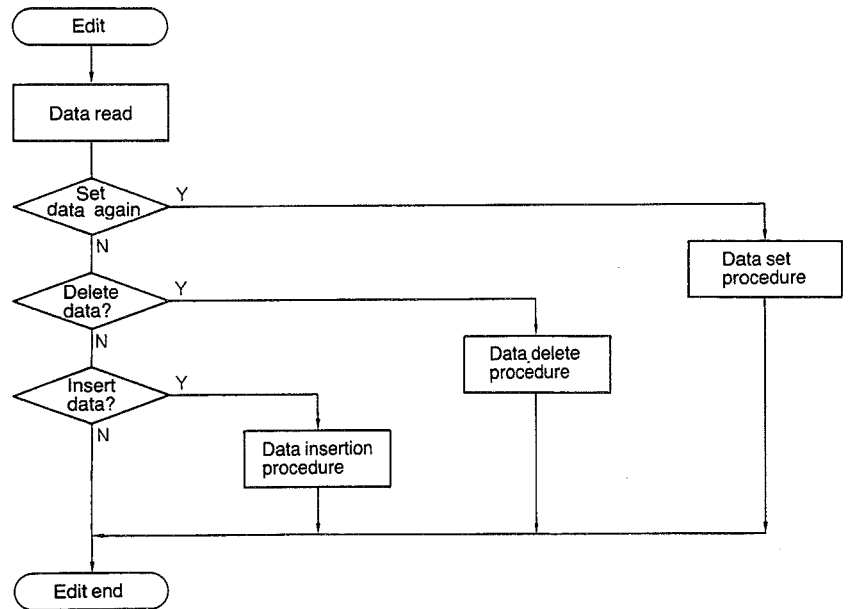 Edit
Data read
Set
data again
Y
N
Data set
procedure
Delete
data?
Y
N
Data delete
procedure
Insert
data?
Y
N
Data insertion
procedure
Edit end